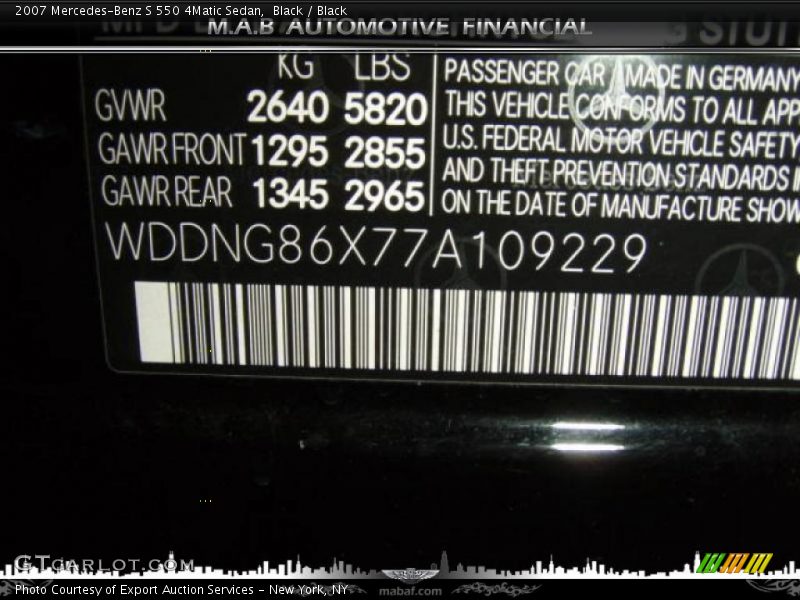 2007 Mercedes-Benz S 550 4Matic Sedan, Black / Black
M.A.B AUTOMOTIVE FINANCIAL
KG LBS
GVWR 2640 5820
GAWR FRONT 1295 2855
GAWR REAR 1345 2965
PASSENGER CAR / MADE IN GERMANY
THIS VEHICLE CONFORMS TO ALL APP
U.S. FEDERAL MOTOR VEHICLE SAFETY
AND THEFT PREVENTION STANDARDS I
ON THE DATE OF MANUFACTURE SHOW
WDDNG86X77A109229
GTcarlot.com
Photo Courtesy of Export Auction Services - New York, NY
mabaf.com